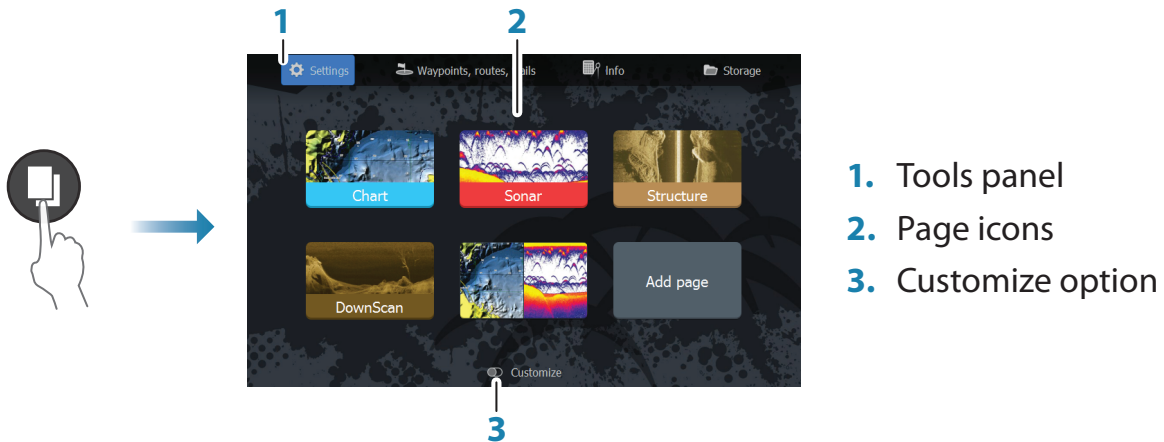 1
2
Settings
Waypoints, routes, ails
Info
Storage
Chart
Sonar
Structure
DownScan
Add page
Customize
3
1. Tools panel
2. Page icons
3. Customize option